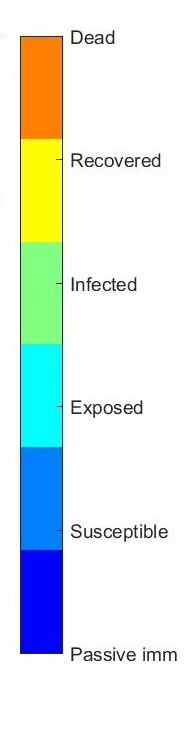 Dead
Recovered
Infected
Exposed
Susceptible
Passive imm